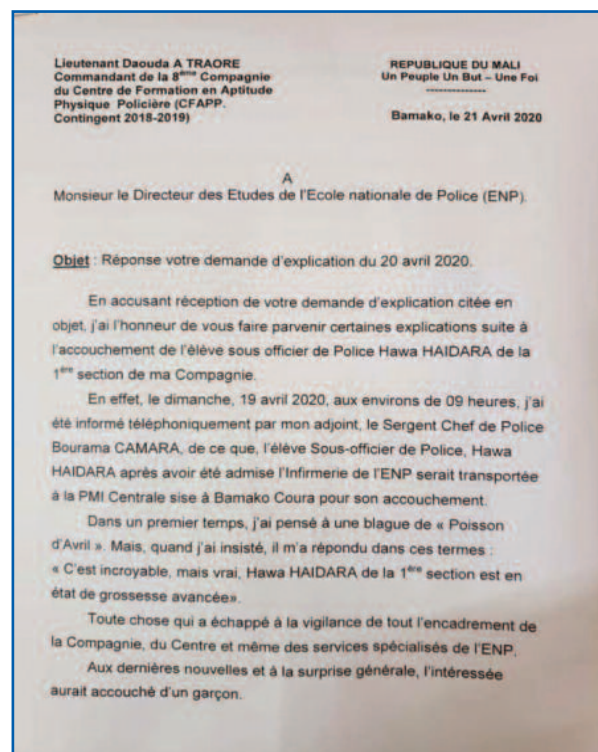 Lieutenant Daouda A TRAORE
Commandant de la 8ème Compagnie
du Centre de Formation en Aptitude
Physique Policière (CFAPP.
Contingent 2018-2019)
REPUBLIQUE DU MALI
Un Peuple Un But – Une Foi
--------------
Bamako, le 21 Avril 2020
A
Monsieur le Directeur des Etudes de l'Ecole nationale de Police (ENP).
Objet : Réponse votre demande d'explication du 20 avril 2020.
En accusant réception de votre demande d'explication citée en
objet, j'ai l'honneur de vous faire parvenir certaines explications suite à
l'accouchement de l'élève sous officier de Police Hawa HAIDARA de la
1ère section de ma Compagnie.
En effet, le dimanche, 19 avril 2020, aux environs de 09 heures, j'ai
été informé téléphoniquement par mon adjoint, le Sergent Chef de Police
Bourama CAMARA, de ce que, l'élève Sous-officier de Police, Hawa
HAIDARA après avoir été admise l'Infirmerie de l'ENP serait transportée
à la PMI Centrale sise à Bamako Coura pour son accouchement.
Dans un premier temps, j'ai pensé à une blague de « Poisson
d'Avril ». Mais, quand j'ai insisté, il m'a répondu dans ces termes :
« C'est incroyable, mais vrai, Hawa HAIDARA de la 1ère section est en
état de grossesse avancée».
Toute chose qui a échappé à la vigilance de tout l'encadrement de
la Compagnie, du Centre et même des services spécialisés de l'ENP.
Aux dernières nouvelles et à la surprise générale, l'intéressée
aurait accouché d'un garçon.